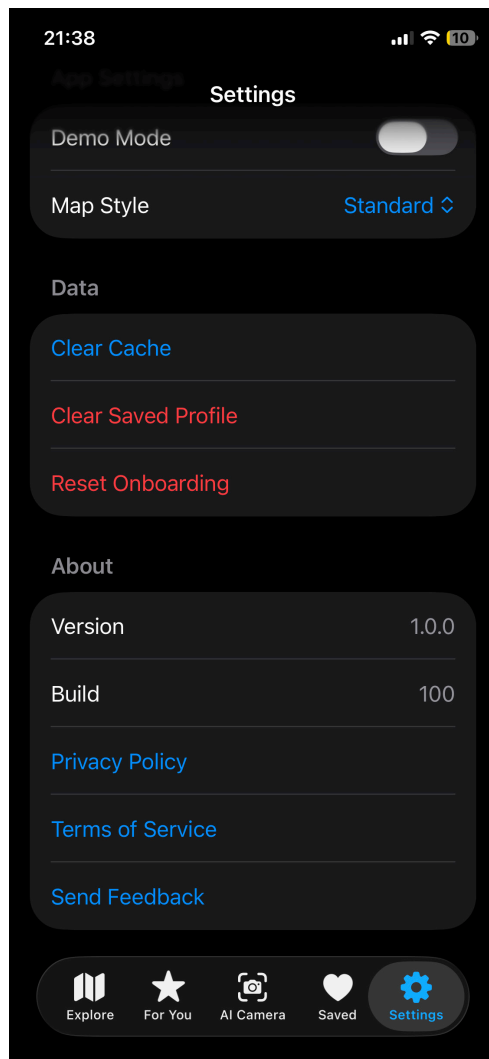 21:38
10
App Settings
Settings
Demo Mode
Map Style Standard
Data
Clear Cache
Clear Saved Profile
Reset Onboarding
About
Version 1.0.0
Build 100
Privacy Policy
Terms of Service
Send Feedback
Explore For You AI Camera Saved Settings